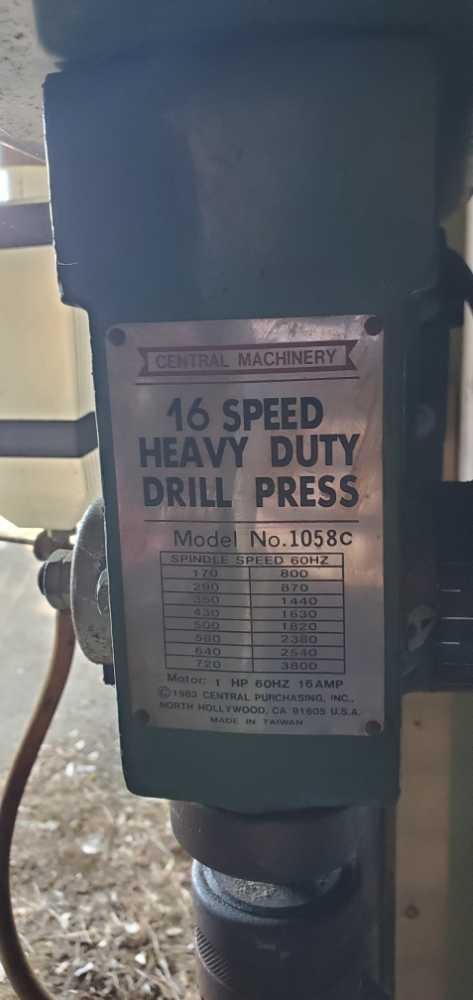 CENTRAL MACHINERY
16 SPEED
HEAVY DUTY
DRILL PRESS
Model No.1058C
SPINDLE SPEED 60HZ
170 800
290 870
350 1440
430 1630
500 1820
580 2380
640 2540
720 3800
Motor: 1 HP 60HZ 16AMP
©1983 CENTRAL PURCHASING, INC.,
NORTH HOLLYWOOD, CA 91605 U.S.A.
MADE IN TAIWAN